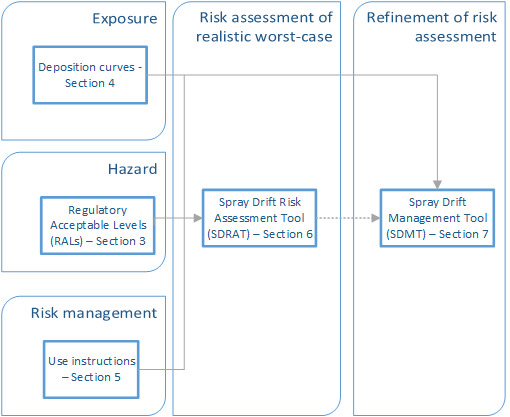 Exposure
Deposition curves -
Section 4
Hazard
Regulatory
Acceptable Levels
(RALs) – Section 3
Risk management
Use instructions
– Section 5
Risk assessment of
realistic worst-case
Spray Drift Risk
Assessment Tool
(SDRAT) – Section 6
Refinement of risk
assessment
Spray Drift
Management Tool
(SDMT) – Section 7